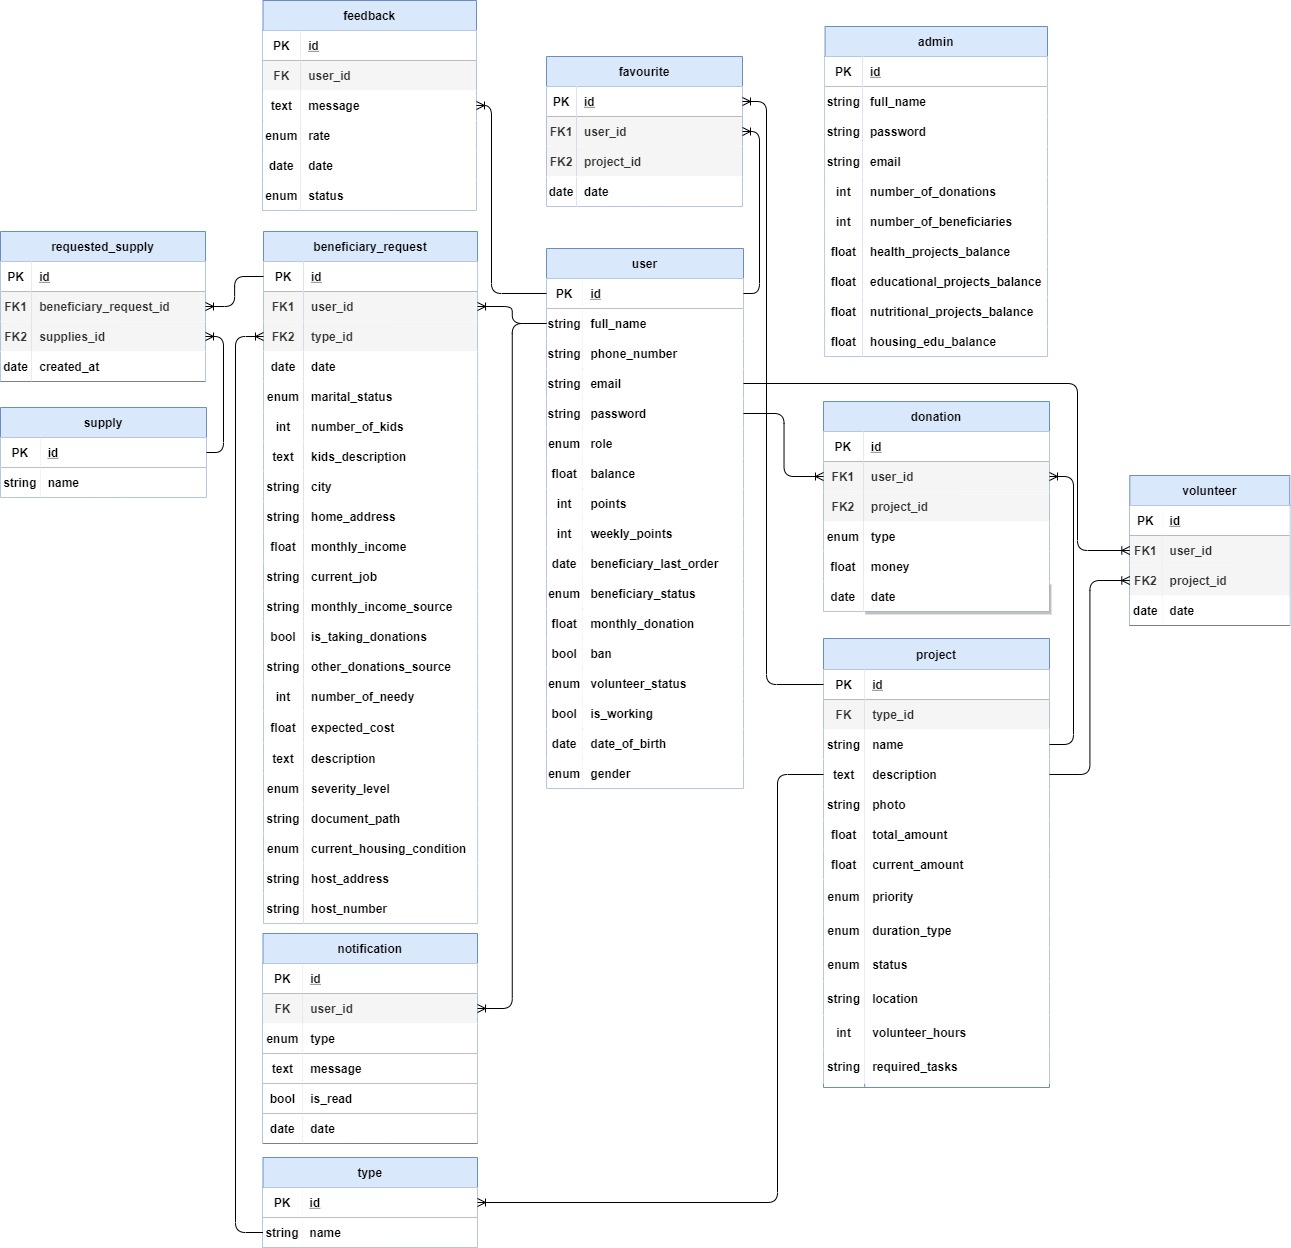 feedback
PK id
FK user_id
text message
enum rate
date date
enum status
favourite
PK id
FK1 user_id
FK2 project_id
date date
admin
PK id
string full_name
string password
string email
int number_of_donations
int number_of_beneficiaries
float health_projects_balance
float educational_projects_balance
float nutritional_projects_balance
float housing_edu_balance
requested_supply
PK id
FK1 beneficiary_request_id
FK2 supplies_id
date created_at
supply
PK id
string name
beneficiary_request
PK id
FK1 user_id
FK2 type_id
date date
enum marital_status
int number_of_kids
text kids_description
string city
string home_address
float monthly_income
string current_job
string monthly_income_source
bool is_taking_donations
string other_donations_source
int number_of_needy
float expected_cost
text description
enum severity_level
string document_path
enum current_housing_condition
string host_address
string host_number
user
PK id
string full_name
string phone_number
string email
string password
enum role
float balance
int points
int weekly_points
date beneficiary_last_order
enum beneficiary_status
float monthly_donation
bool ban
enum volunteer_status
bool is_working
date date_of_birth
enum gender
donation
PK id
FK1 user_id
FK2 project_id
enum type
float money
date date
volunteer
PK id
FK1 user_id
FK2 project_id
date date
project
PK id
FK type_id
string name
text description
string photo
float total_amount
float current_amount
enum priority
enum duration_type
enum status
string location
int volunteer_hours
string required_tasks
notification
PK id
FK user_id
enum type
text message
bool is_read
date date
type
PK id
string name